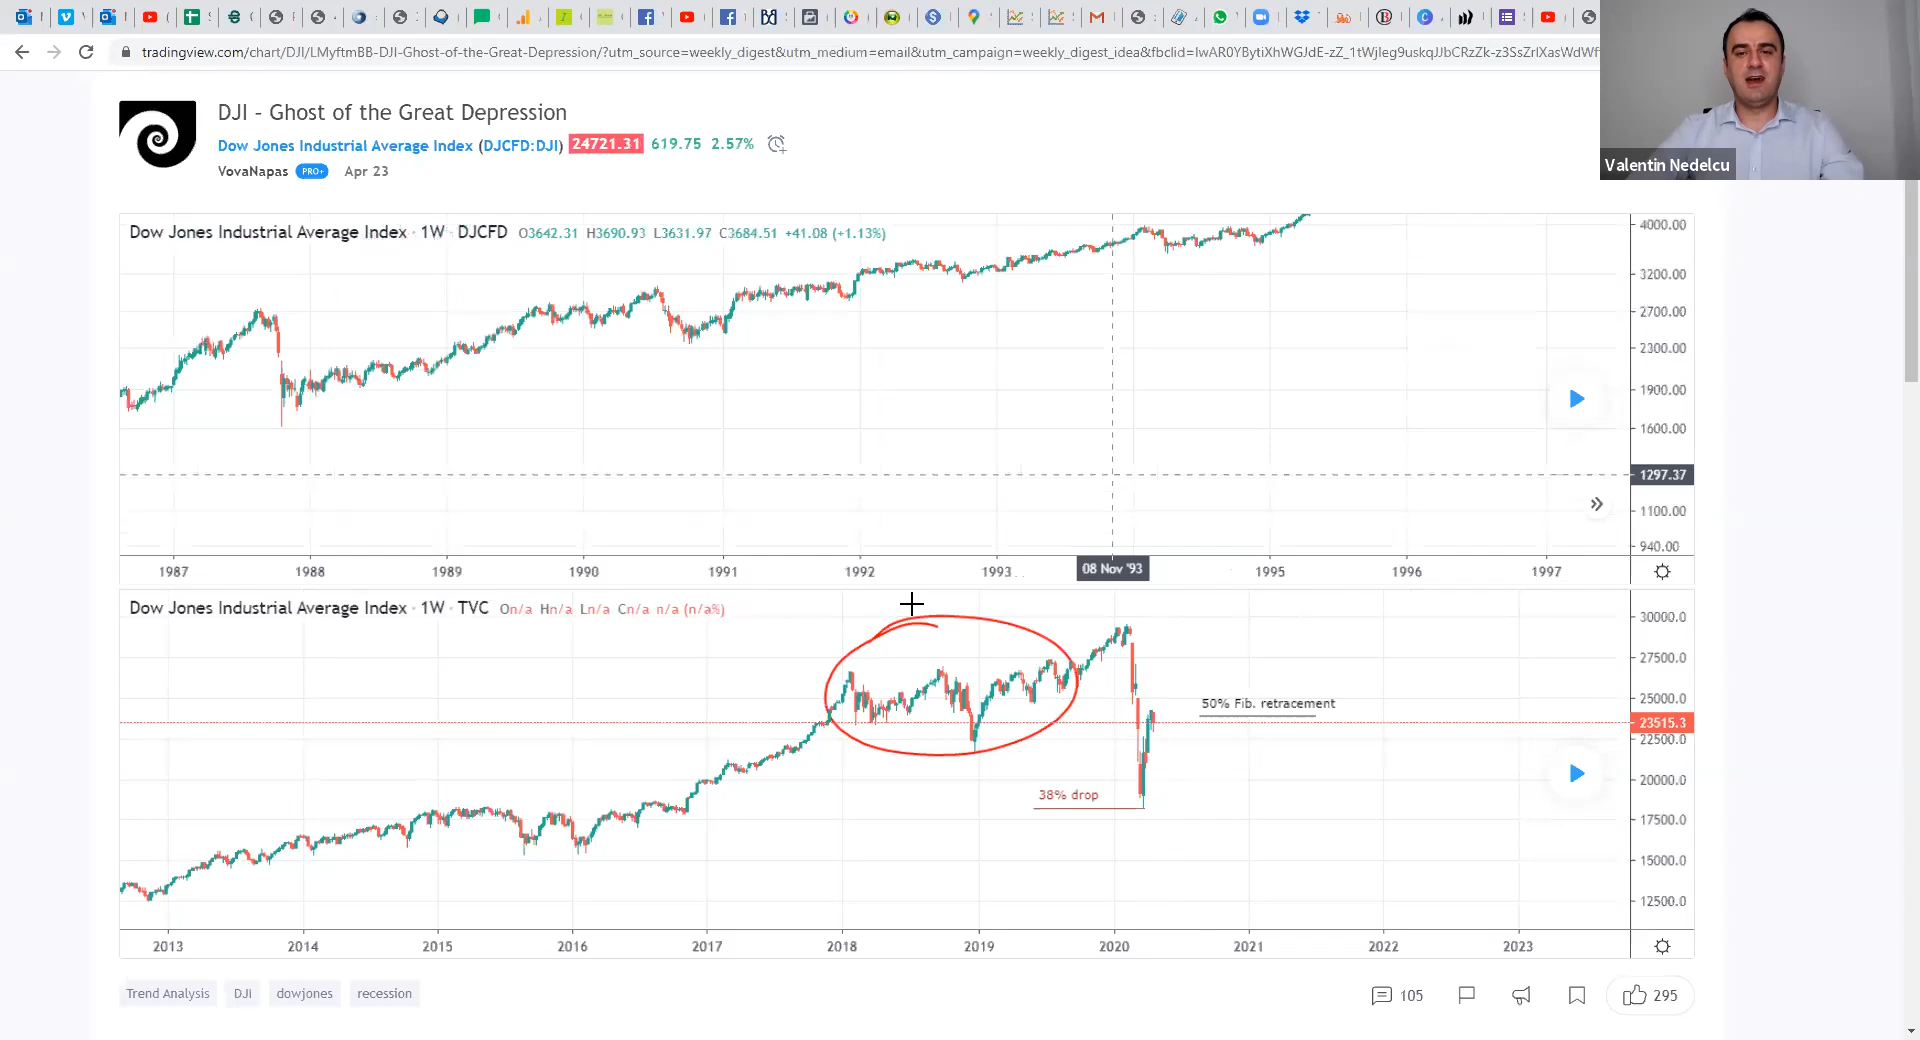 tradingview.com/chart/DJI/LMyftmBB-DJI-Ghost-of-the-Great-Depression/?utm_source=weekly_digest&utm_medium=email&utm_campaign=weekly_digest_idea&fbclid=
Valentin Nedelcu
DJI - Ghost of the Great Depression
Dow Jones Industrial Average Index (DJCFD:DJI) 24721.31 619.75 2.57%
VovaNapas PRO+ Apr 23
Dow Jones Industrial Average Index · 1W · DJCFD O3642.31 H3690.93 L3631.97 C3684.51 +41.08 (+1.13%)
4000.00
3200.00
2700.00
2300.00
1900.00
1600.00
1297.37
1100.00
940.00
1987 1988 1989 1990 1991 1992 1993 08 Nov '93 1995 1996 1997
Dow Jones Industrial Average Index · 1W · TVC On/a Hn/a Ln/a Cn/a n/a (n/a%)
30000.0
27500.0
25000.0
50% Fib. retracement
23515.3
22500.0
20000.0
38% drop
17500.0
15000.0
12500.0
2013 2014 2015 2016 2017 2018 2019 2020 2021 2022 2023
Trend Analysis DJI dowjones recession
105 295